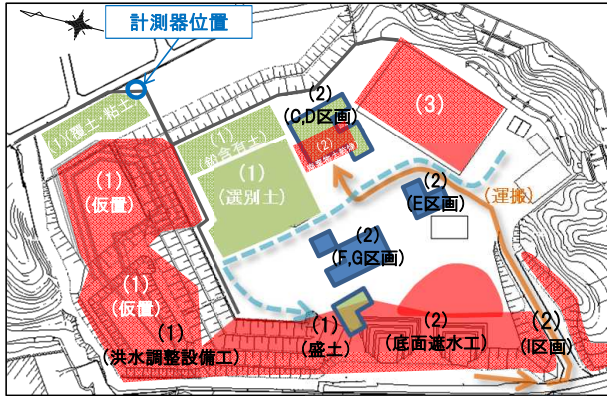 計測器位置
(1)(覆土・粘土)
(1)
(鉛含有土)
(1)
(選別土)
(2)
(C,D区画)
(2)
(3)
(1)
(仮置)
(1)
(仮置)
(1)
(洪水調整設備工)
(2)
(E区画)
(運搬)
(2)
(F,G区画)
(1)
(盛土)
(2)
(底面遮水工)
(2)
(I区画)